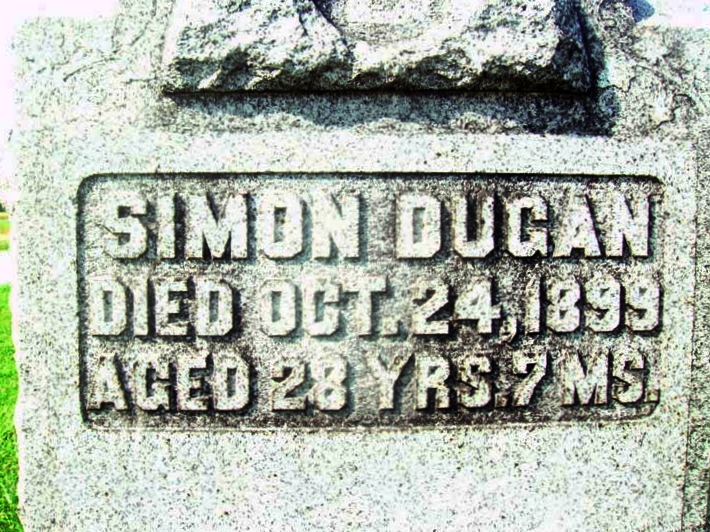 SIMON DUGAN
DIED OCT. 24, 1899
AGED 28 YRS. 7 MS.